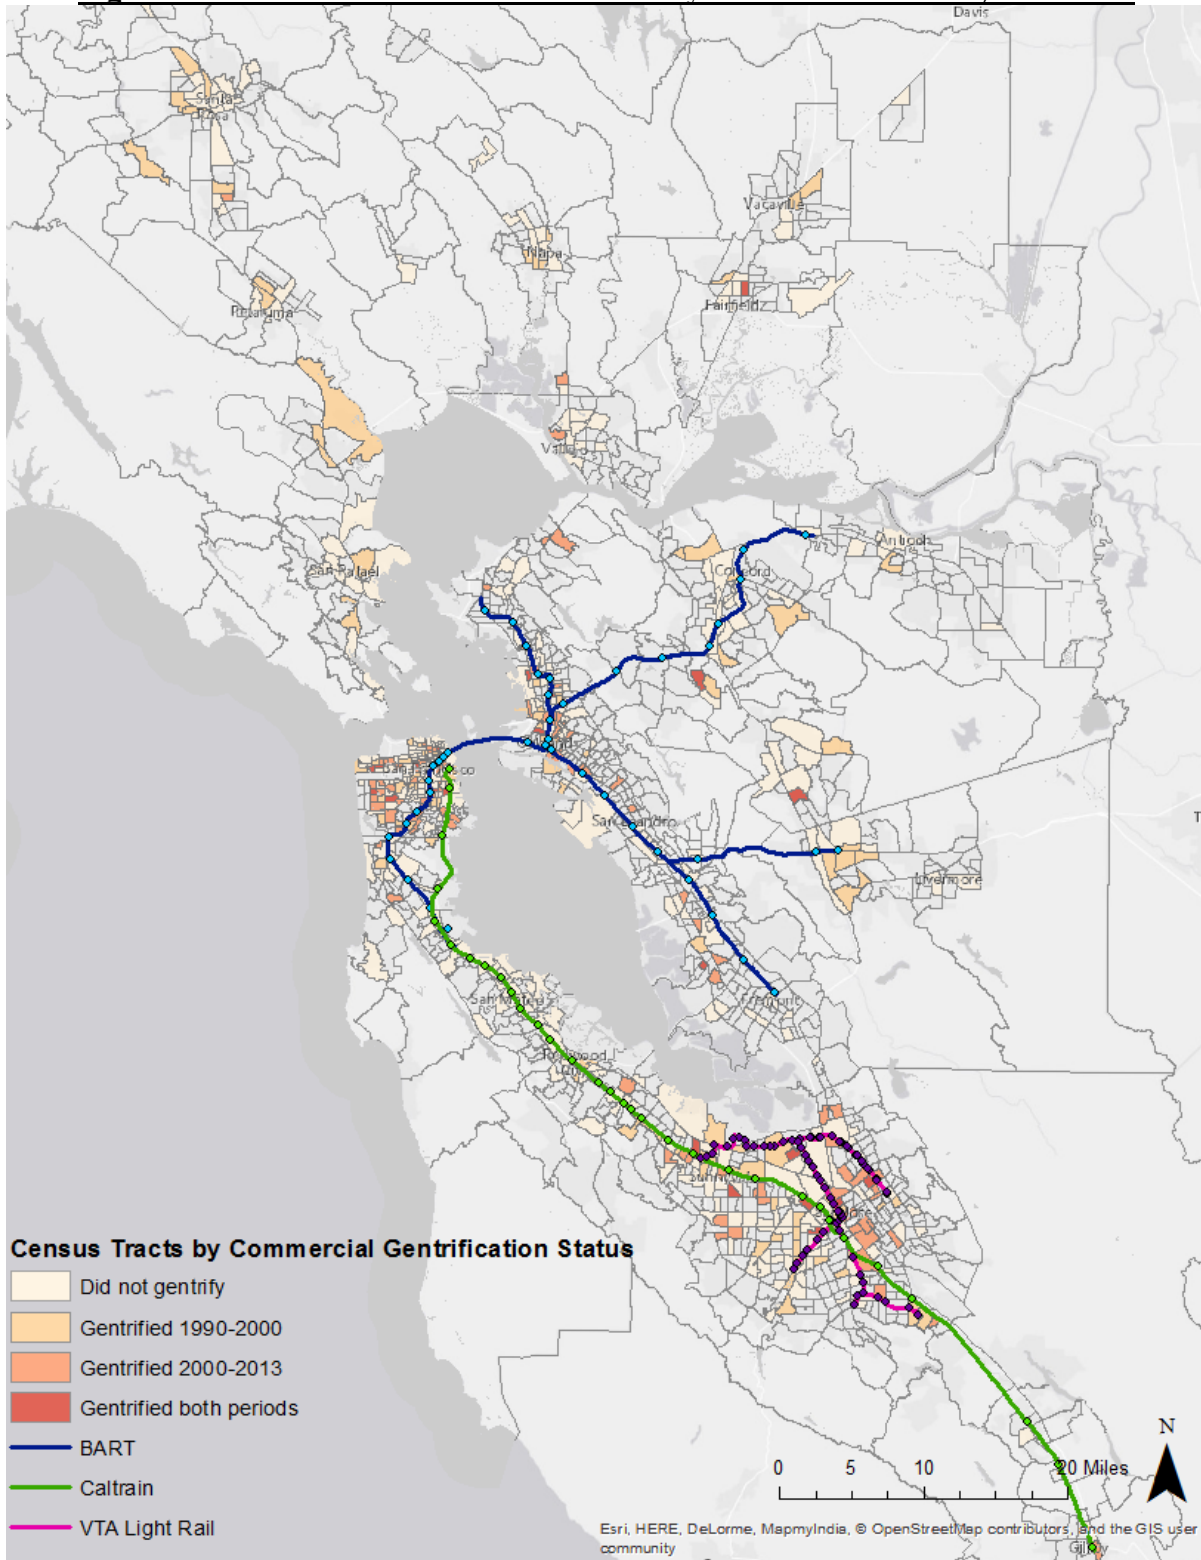 Davis
Santa
Rosa
Vacaville
Napa
Fairfield
Petaluma
Vallejo
Antioch
San Rafael
Concord
San Leandro
Livermore
San Mateo
Fremont
Redwood
City
Sunnyvale
Census Tracts by Commercial Gentrification Status
Did not gentrify
Gentrified 1990-2000
Gentrified 2000-2013
Gentrified both periods
BART
Caltrain
VTA Light Rail
N
0 5 10 20 Miles
Esri, HERE, DeLorme, MapmyIndia, © OpenStreetMap contributors, and the GIS user
community
Gilroy